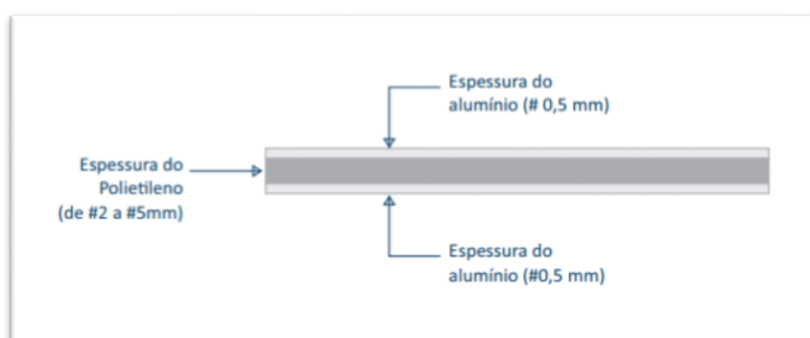 Espessura do
alumínio (# 0,5 mm)
Espessura do
Polietileno
(de #2 a #5mm)
Espessura do
alumínio (#0,5 mm)